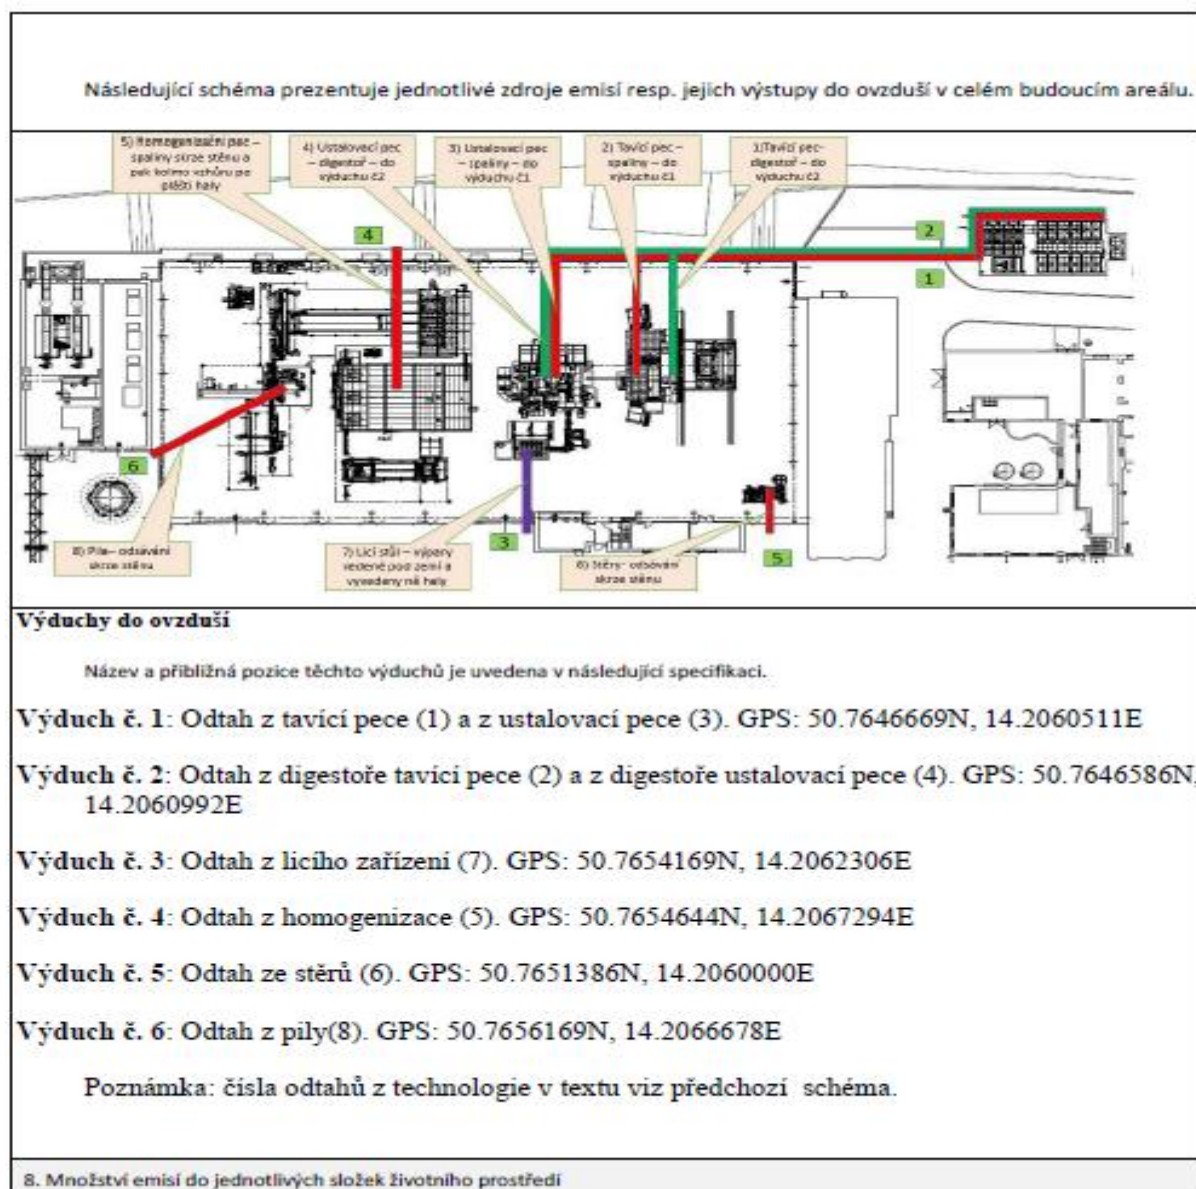 Následující schéma prezentuje jednotlivé zdroje emisí resp. jejich výstupy do ovzduší v celém budoucím areálu.
5) Homogenizační pec –
spaliny skrze stěnu a
pak kolmo vzhůru po
plášti haly
4) Ustalovací pec
– digestoř – do
výduchu č2
3) Ustalovací pec
– spaliny – do
výduchu č1
2) Tavící pec –
spaliny – do
výduchu č1
1)Tavící pec-
digestoř – do
výduchu č2
4
2
1
6
3
5
8) Pila– odsávání
skrze stěnu
7) Licí stůl – výpary
vedené pod zemí a
vyvedeny ně haly
6) Stěry- odsávání
skrze stěnu
Výduchy do ovzduší
Název a přibližná pozice těchto výduchů je uvedena v následující specifikaci.
Výduch č. 1: Odtah z tavící pece (1) a z ustalovací pece (3). GPS: 50.7646669N, 14.2060511E
Výduch č. 2: Odtah z digestoře tavící pece (2) a z digestoře ustalovací pece (4). GPS: 50.7646586N,
14.2060992E
Výduch č. 3: Odtah z licího zařízení (7). GPS: 50.7654169N, 14.2062306E
Výduch č. 4: Odtah z homogenizace (5). GPS: 50.7654644N, 14.2067294E
Výduch č. 5: Odtah ze stěrů (6). GPS: 50.7651386N, 14.2060000E
Výduch č. 6: Odtah z pily(8). GPS: 50.7656169N, 14.2066678E
Poznámka: čísla odtahů z technologie v textu viz předchozí schéma.
8. Množství emisí do jednotlivých složek životního prostředí